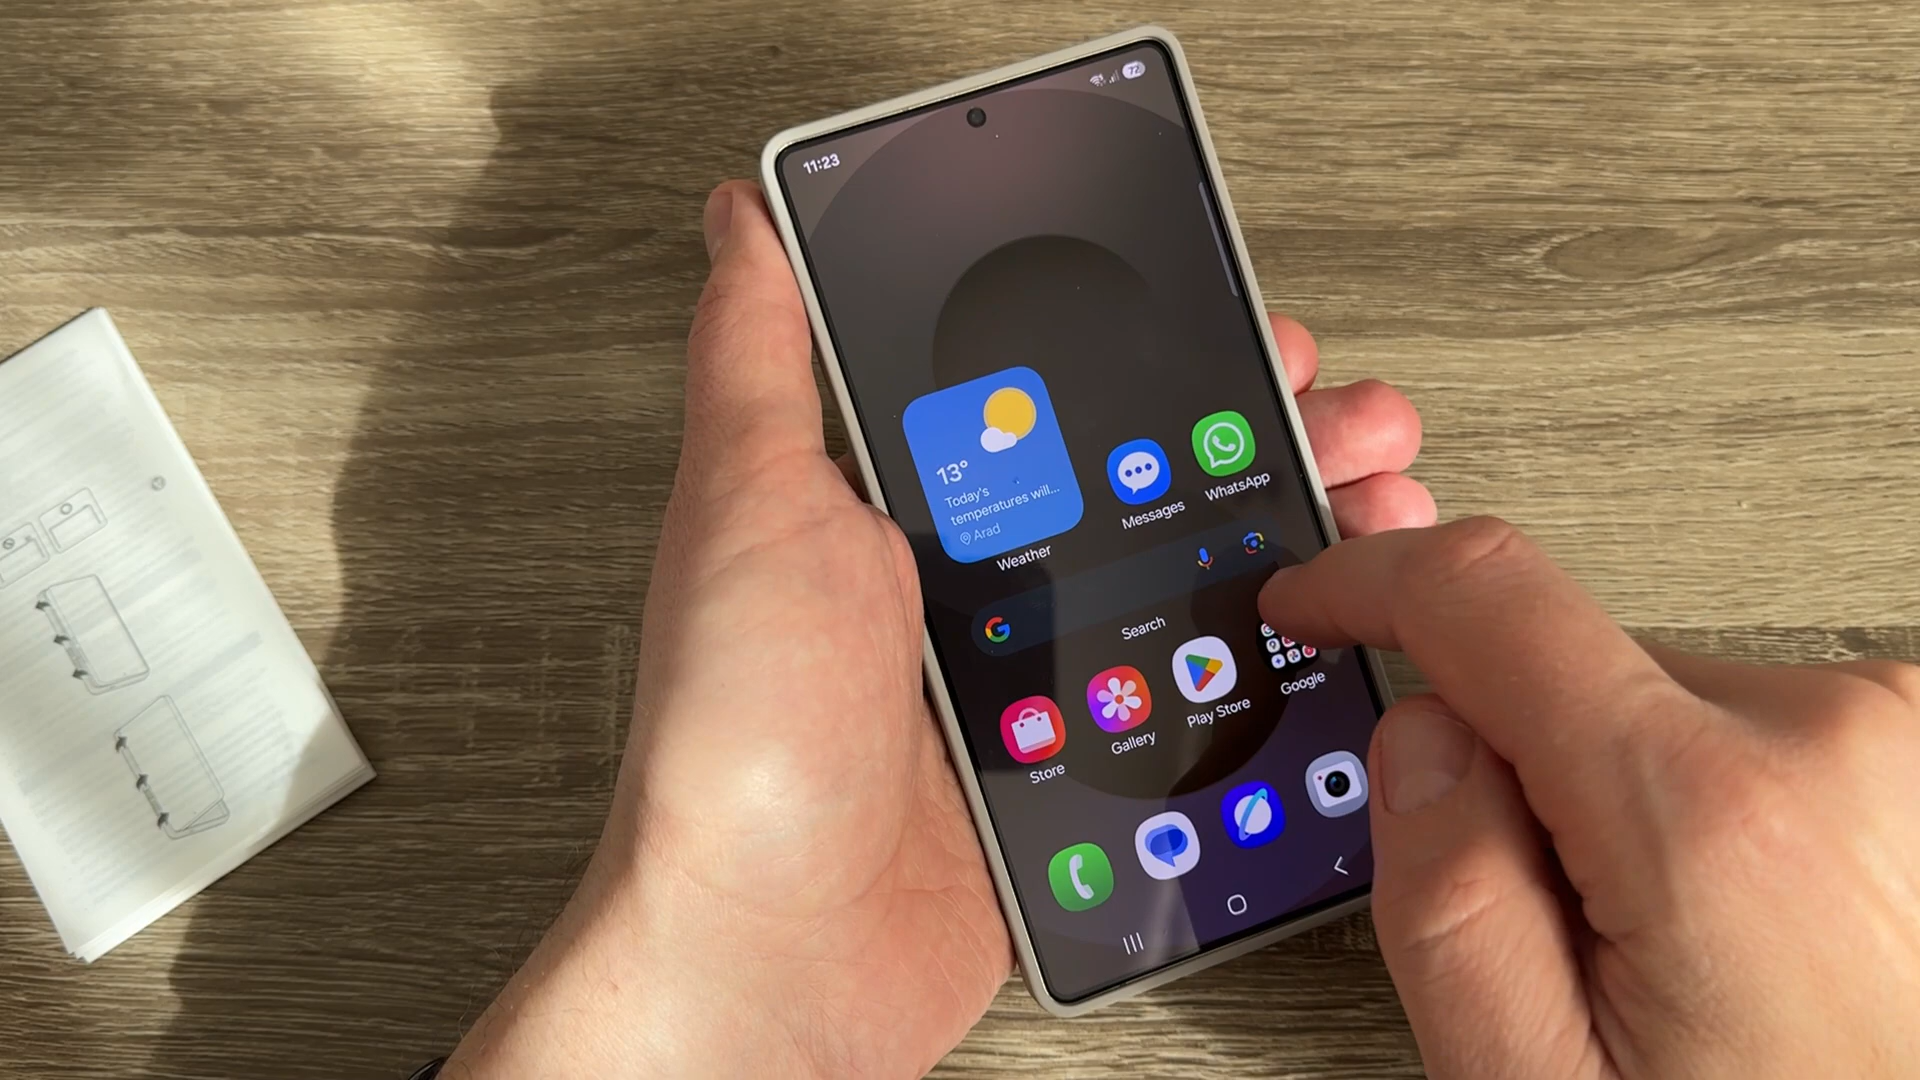 11:23
72
13°
Today's
temperatures will...
Arad
Weather
Messages
WhatsApp
G
Search
Store
Gallery
Play Store
Google